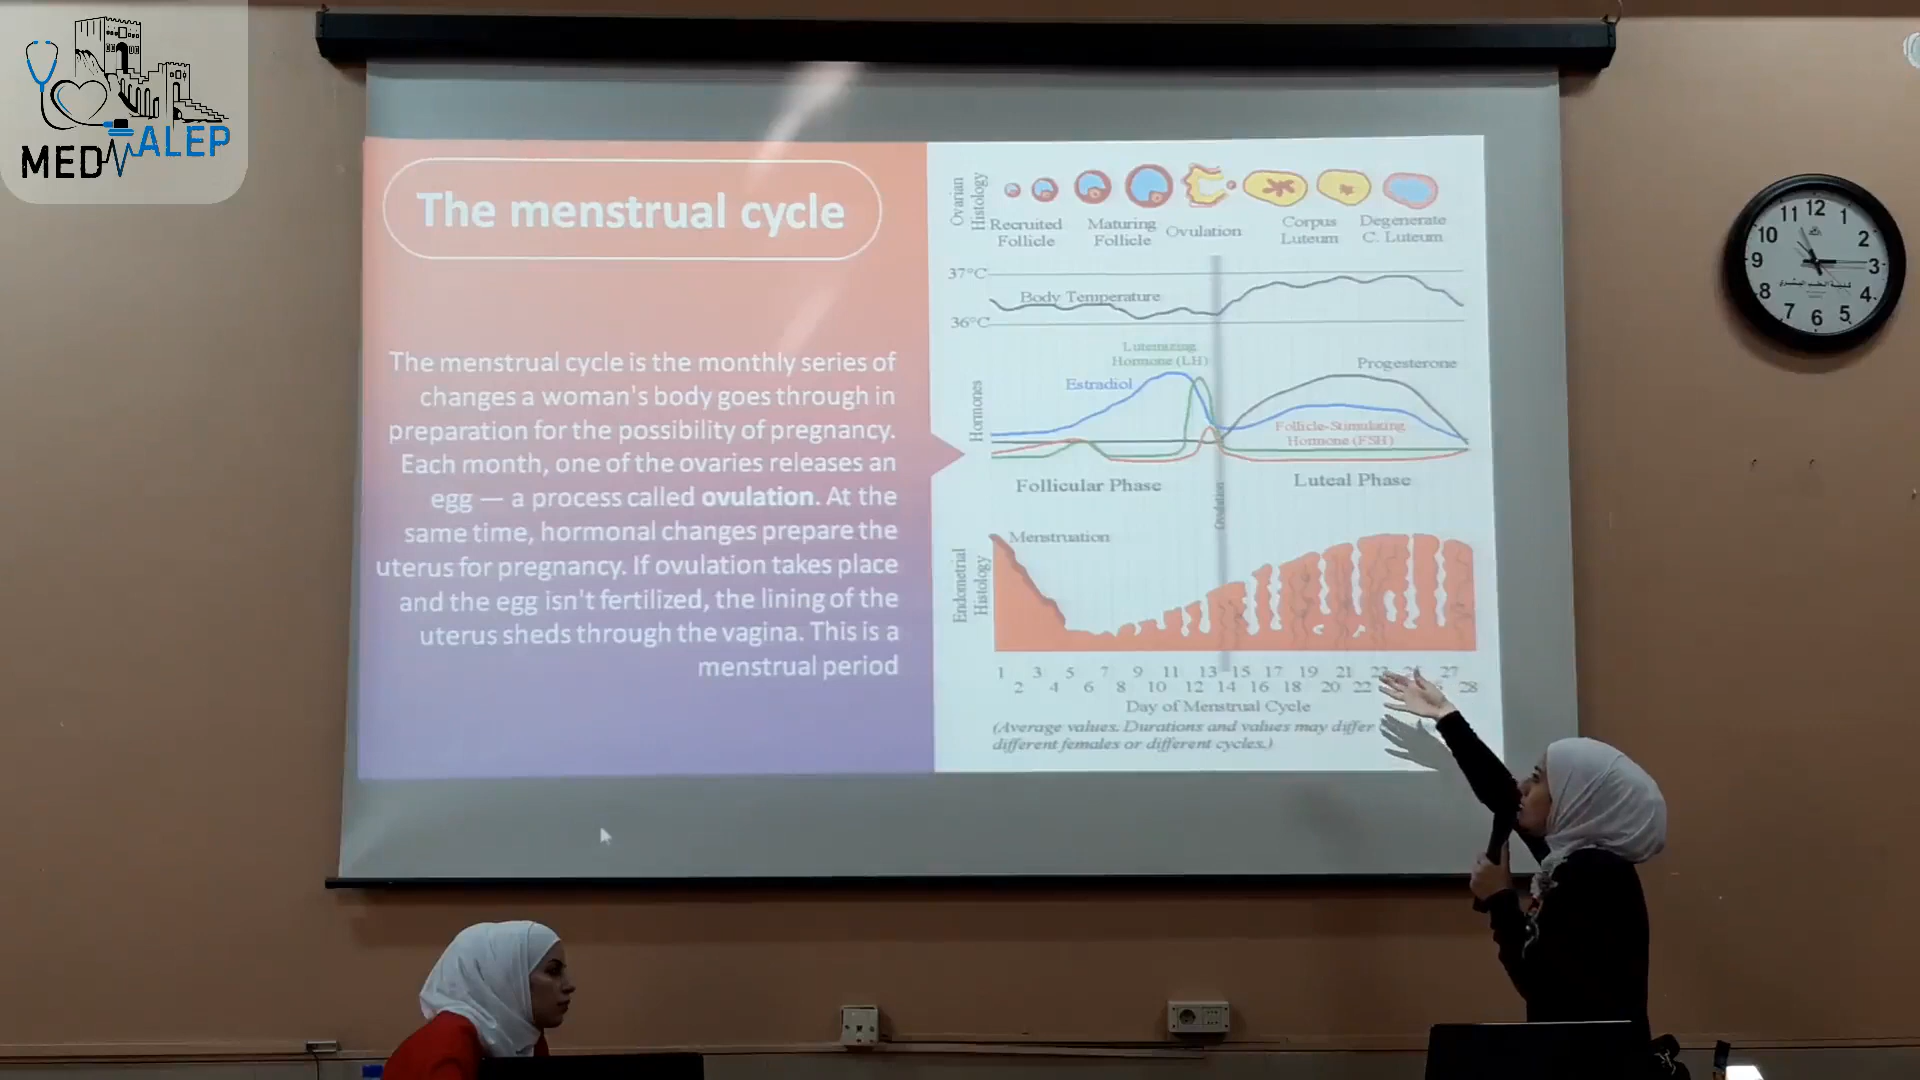 MED ALEP
The menstrual cycle
The menstrual cycle is the monthly series of
changes a woman's body goes through in
preparation for the possibility of pregnancy.
Each month, one of the ovaries releases an
egg — a process called ovulation. At the
same time, hormonal changes prepare the
uterus for pregnancy. If ovulation takes place
and the egg isn't fertilized, the lining of the
uterus sheds through the vagina. This is a
menstrual period
Ovarian
Histology
Recruited
Follicle
Maturing
Follicle
Ovulation
Corpus
Luteum
Degenerate
C. Luteum
37°C
Body Temperature
36°C
Hormones
Luteinizing
Hormone (LH)
Estradiol
Progesterone
Follicle-Stimulating
Hormone (FSH)
Follicular Phase
Luteal Phase
Ovulation
Endometrial
Histology
Menstruation
1 3 5 7 9 11 13 15 17 19 21 23 25 27
2 4 6 8 10 12 14 16 18 20 22 28
Day of Menstrual Cycle
(Average values. Durations and values may differ
different females or different cycles.)
12 1 2 3 4 5 6 7 8 9 10 11